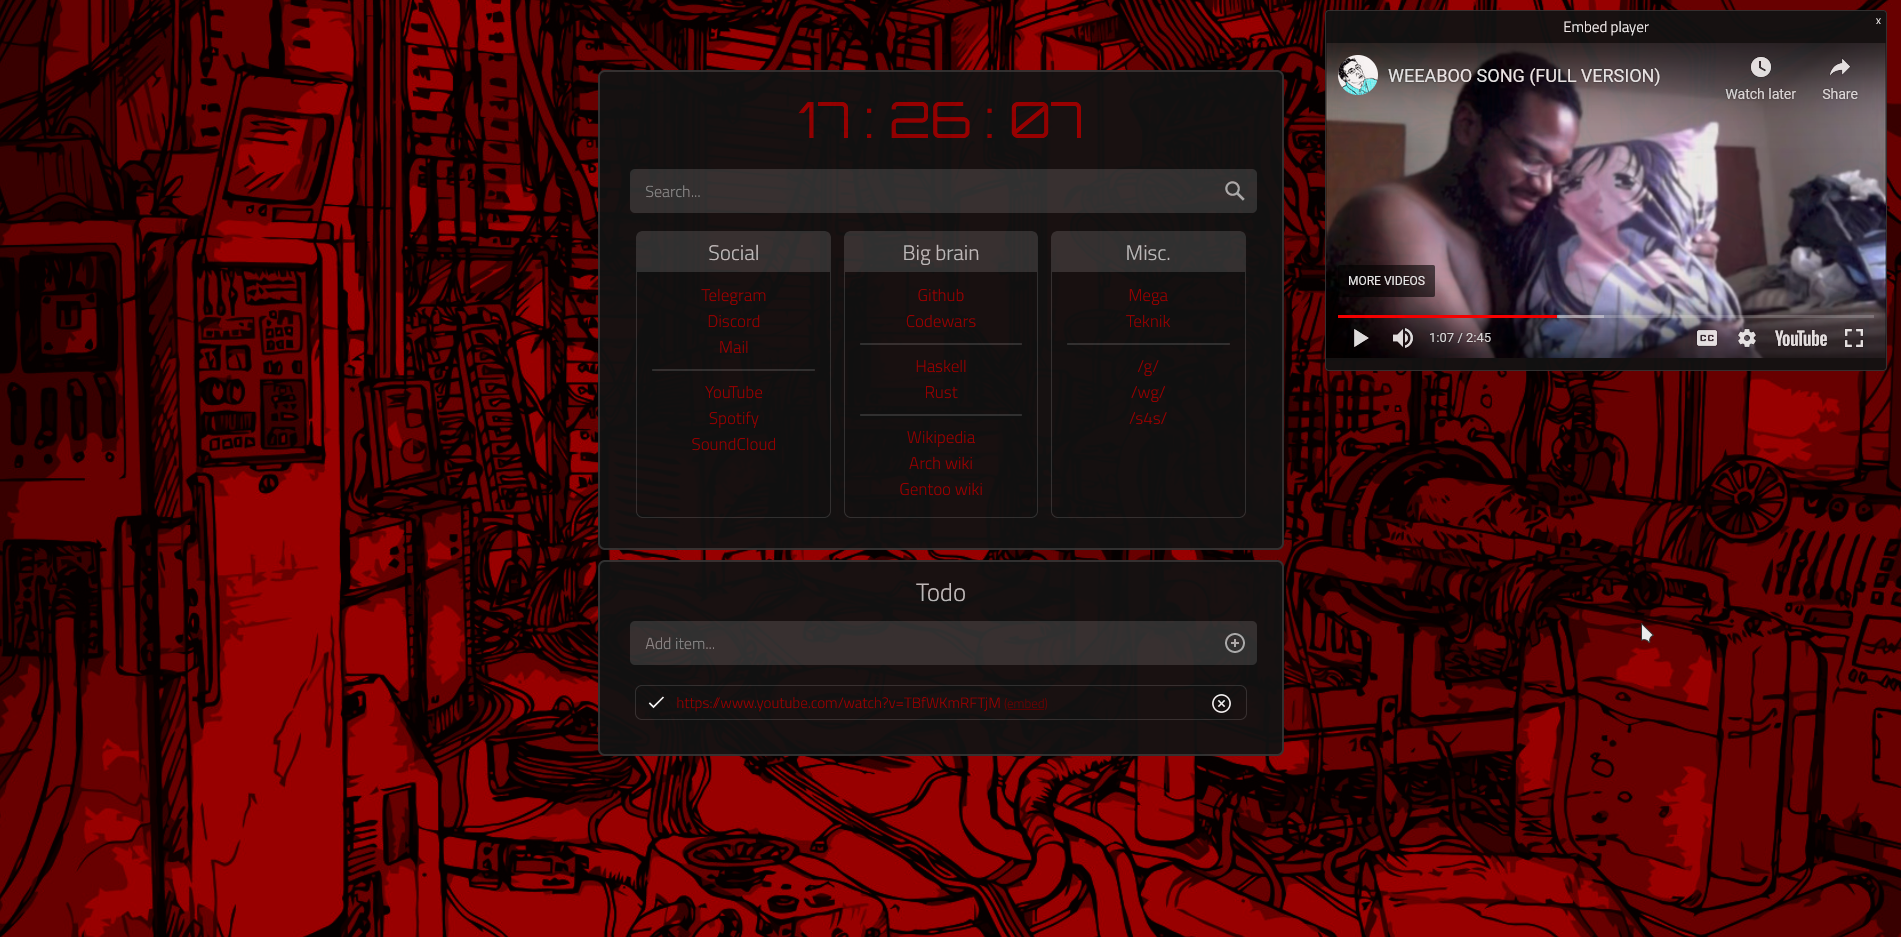 17 : 26 : 07
Search...
Social
Telegram
Discord
Mail
YouTube
Spotify
SoundCloud
Big brain
Github
Codewars
Haskell
Rust
Wikipedia
Arch wiki
Gentoo wiki
Misc.
Mega
Teknik
/g/
/wg/
/s4s/
Todo
Add item...
https://www.youtube.com/watch?v=TBfWKmRFTJM [embed]
Embed player
x
WEEABOO SONG (FULL VERSION)
Watch later
Share
MORE VIDEOS
1:07 / 2:45
CC
YouTube